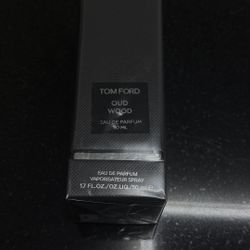 TOM FORD
OUD
WOOD
EAU DE PARFUM
50 ML
EAU DE PARFUM
VAPORISATEUR SPRAY
1.7 FL.OZ./OZ.LIQ./50 ml ℮